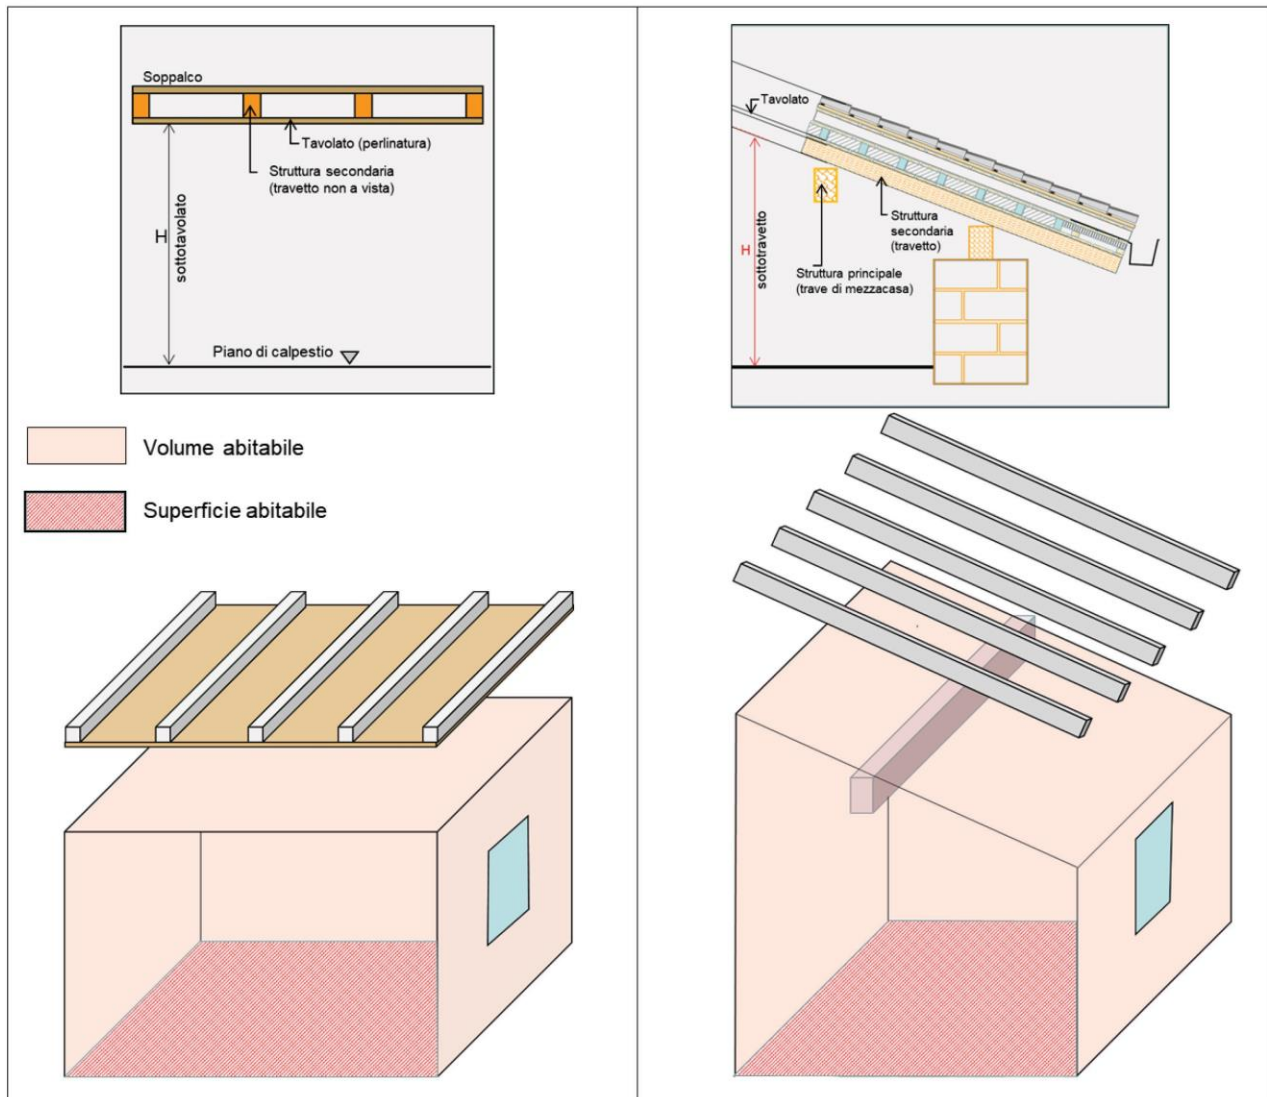 Soppalco
Tavolato (perlinatura)
Struttura secondaria
(travetto non a vista)
H
sottotavolato
Piano di calpestio
Tavolato
Struttura
secondaria
(travetto)
Struttura principale
(trave di mezzacasa)
H
sottotravetto
Volume abitabile
Superficie abitabile